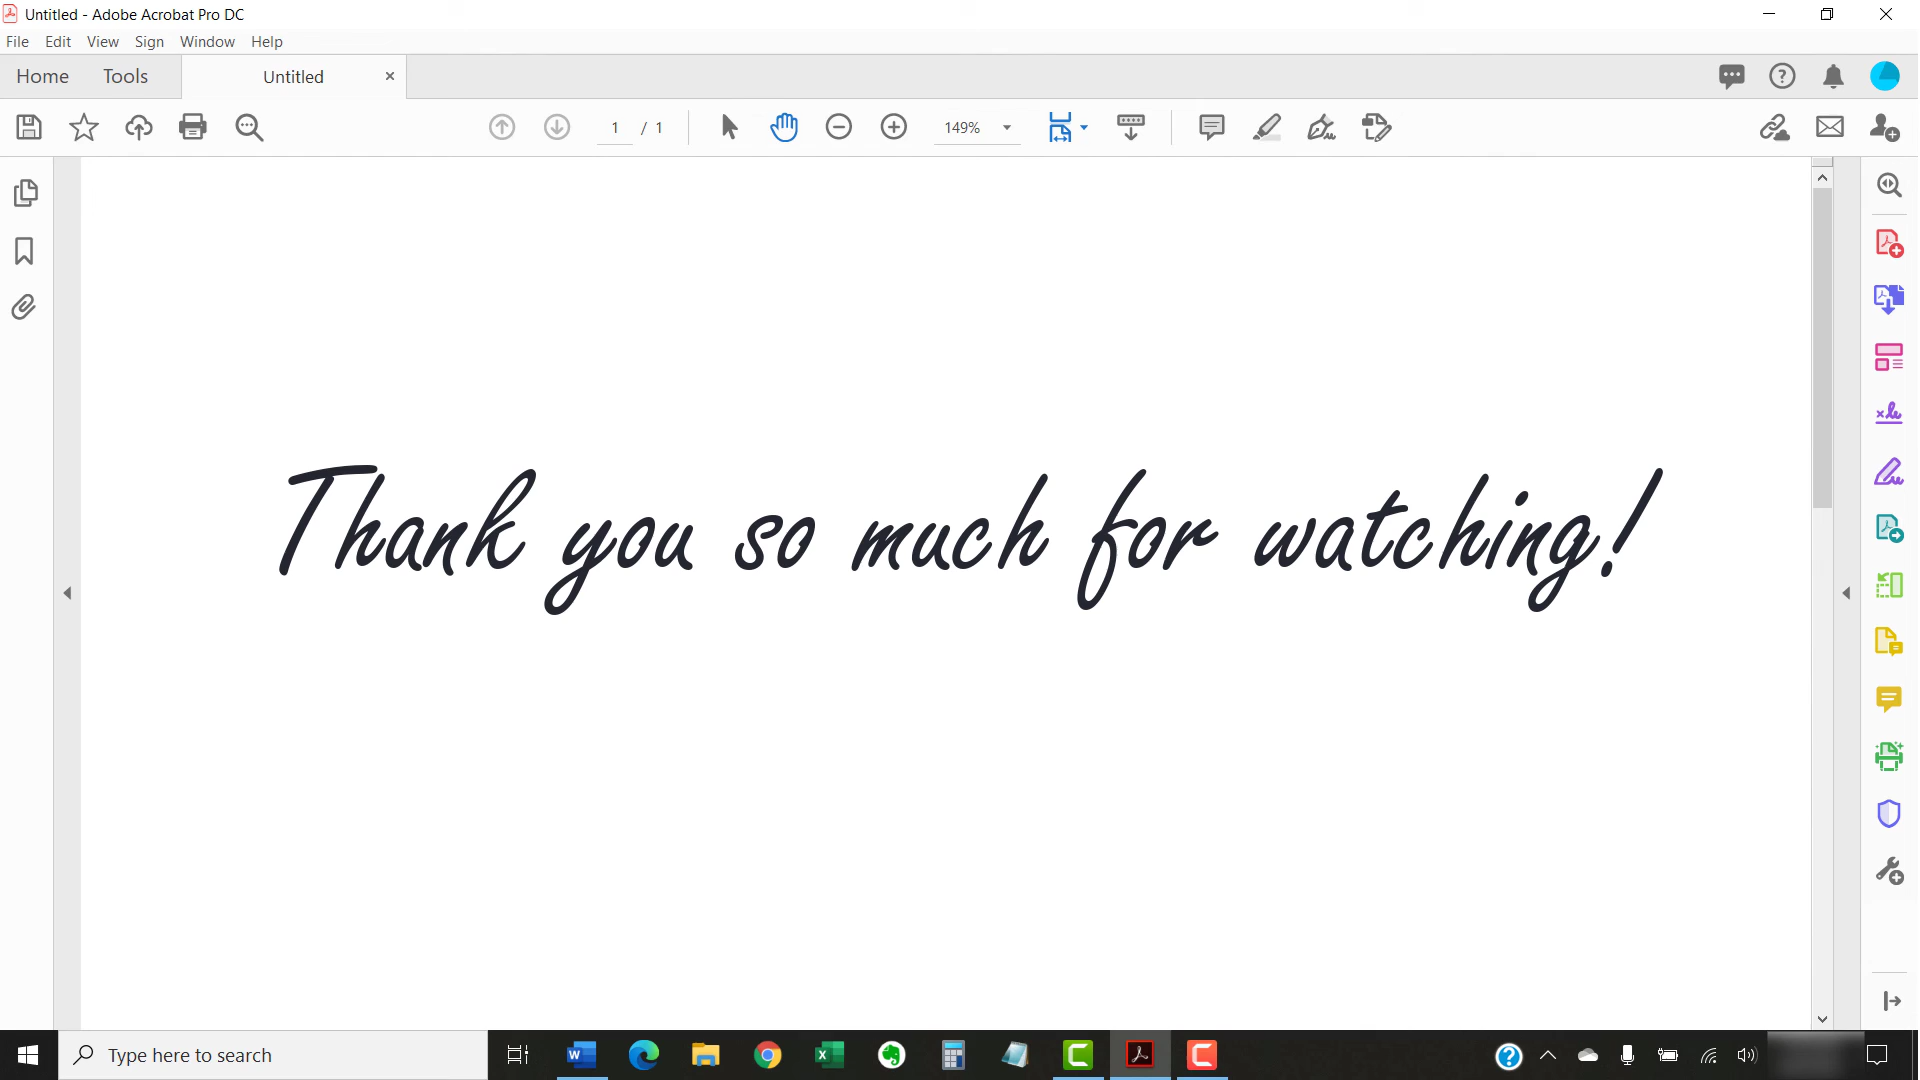 Untitled - Adobe Acrobat Pro DC
File Edit View Sign Window Help
Home Tools Untitled
1 / 1 149%
Thank you so much for watching!
Type here to search